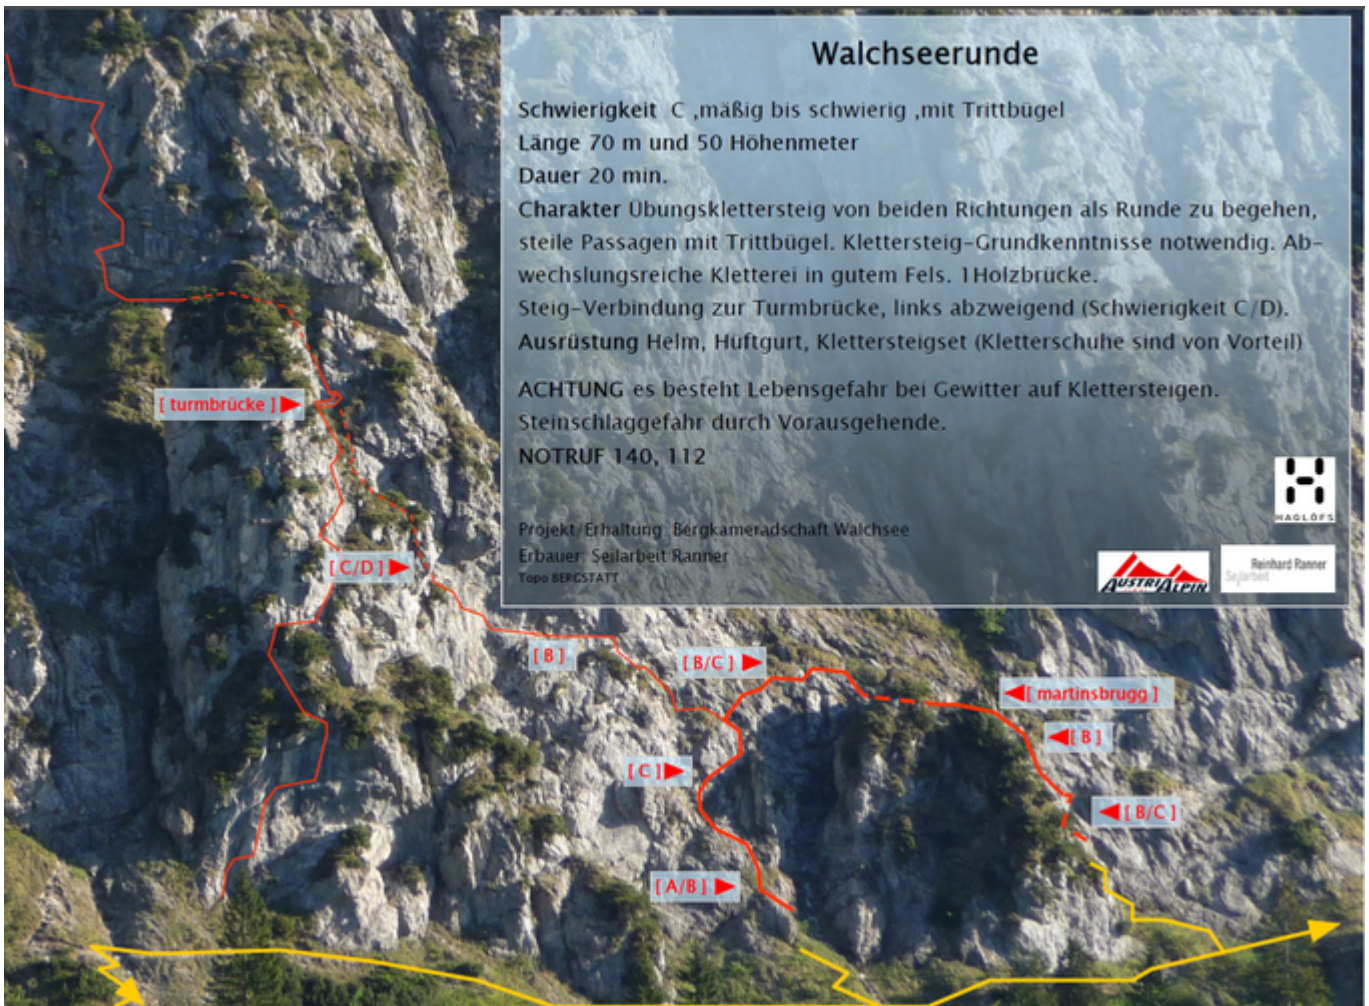 Walchseerunde
Schwierigkeit C ,mäßig bis schwierig ,mit Trittbügel
Länge 70 m und 50 Höhenmeter
Dauer 20 min.
Charakter Übungsklettersteig von beiden Richtungen als Runde zu begehen,
steile Passagen mit Trittbügel. Klettersteig-Grundkenntnisse notwendig. Ab-
wechslungsreiche Kletterei in gutem Fels. 1Holzbrücke.
Steig-Verbindung zur Turmbrücke, links abzweigend (Schwierigkeit C/D).
Ausrüstung Helm, Hüftgurt, Klettersteigset (Kletterschuhe sind von Vorteil)
ACHTUNG es besteht Lebensgefahr bei Gewitter auf Klettersteigen.
Steinschlaggefahr durch Vorausgehende.
NOTRUF 140, 112
HAGLÖFS
Projekt/Erhaltung: Bergkameradschaft Walchsee
Erbauer: Seilarbeit Ranner
Topo BERGSTATT
AUSTRIALPIN
Reinhard Ranner
Seilarbeit
[ turmbrücke ]
[ C/D ]
[ B ]
[ B/C ]
[ martinsbrugg ]
[ B ]
[ C ]
[ B/C ]
[ A/B ]